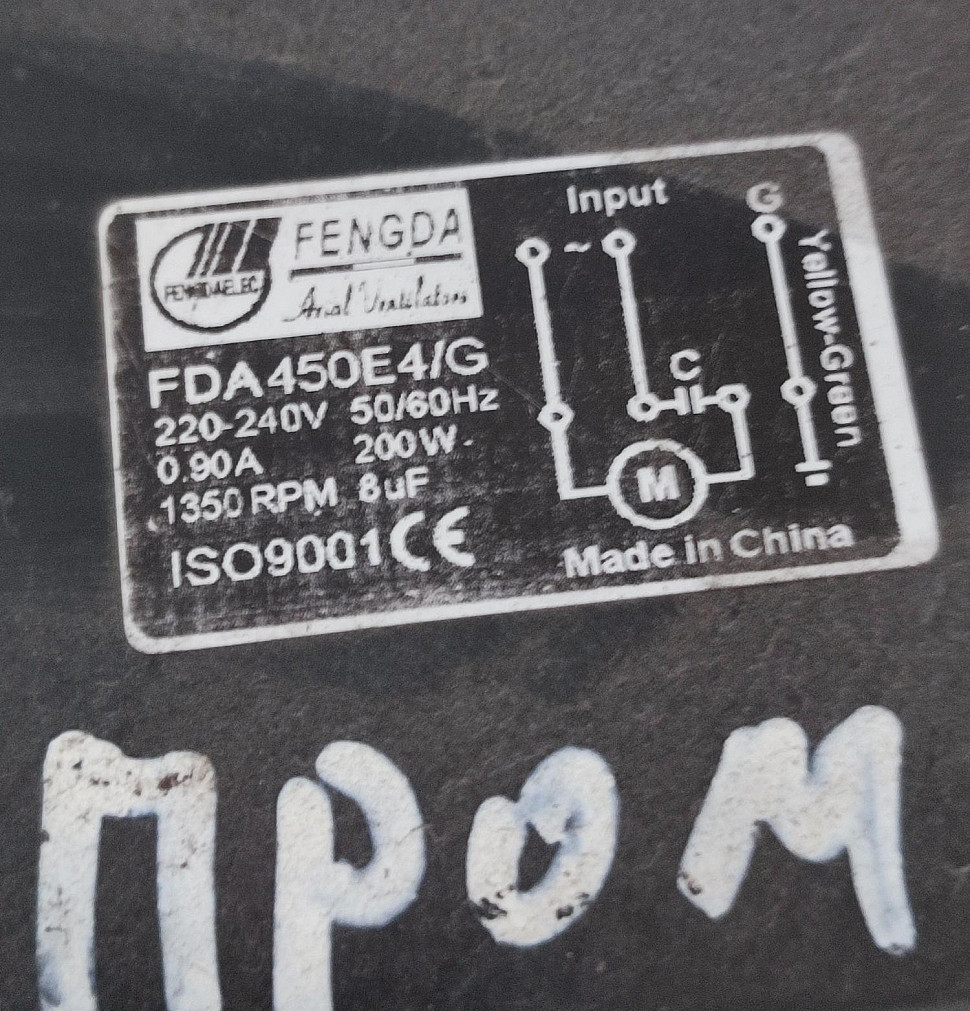 FENGDA
FENGDAELEC
Axial Ventilators
FDA450E4/G
220-240V 50/60Hz
0.90A 200W
1350 RPM 8uF
ISO9001 CE
Input
~
G
Yellow-Green
C
M
Made in China
пром